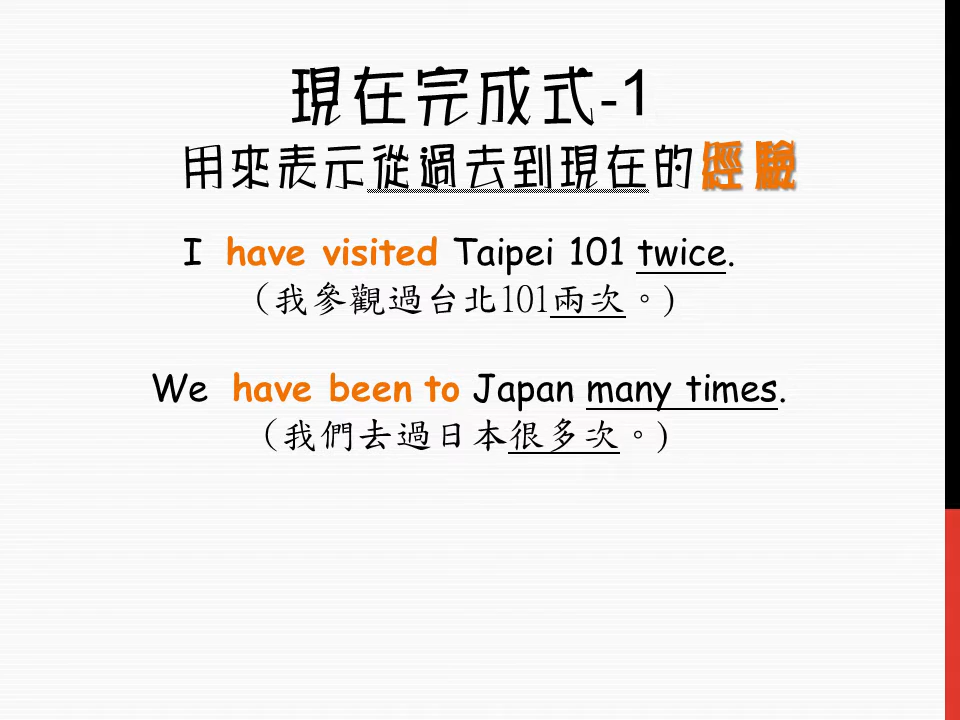 現在完成式-1
用來表示從過去到現在的經驗
I have visited Taipei 101 twice.
(我參觀過台北101兩次。)
We have been to Japan many times.
(我們去過日本很多次。)